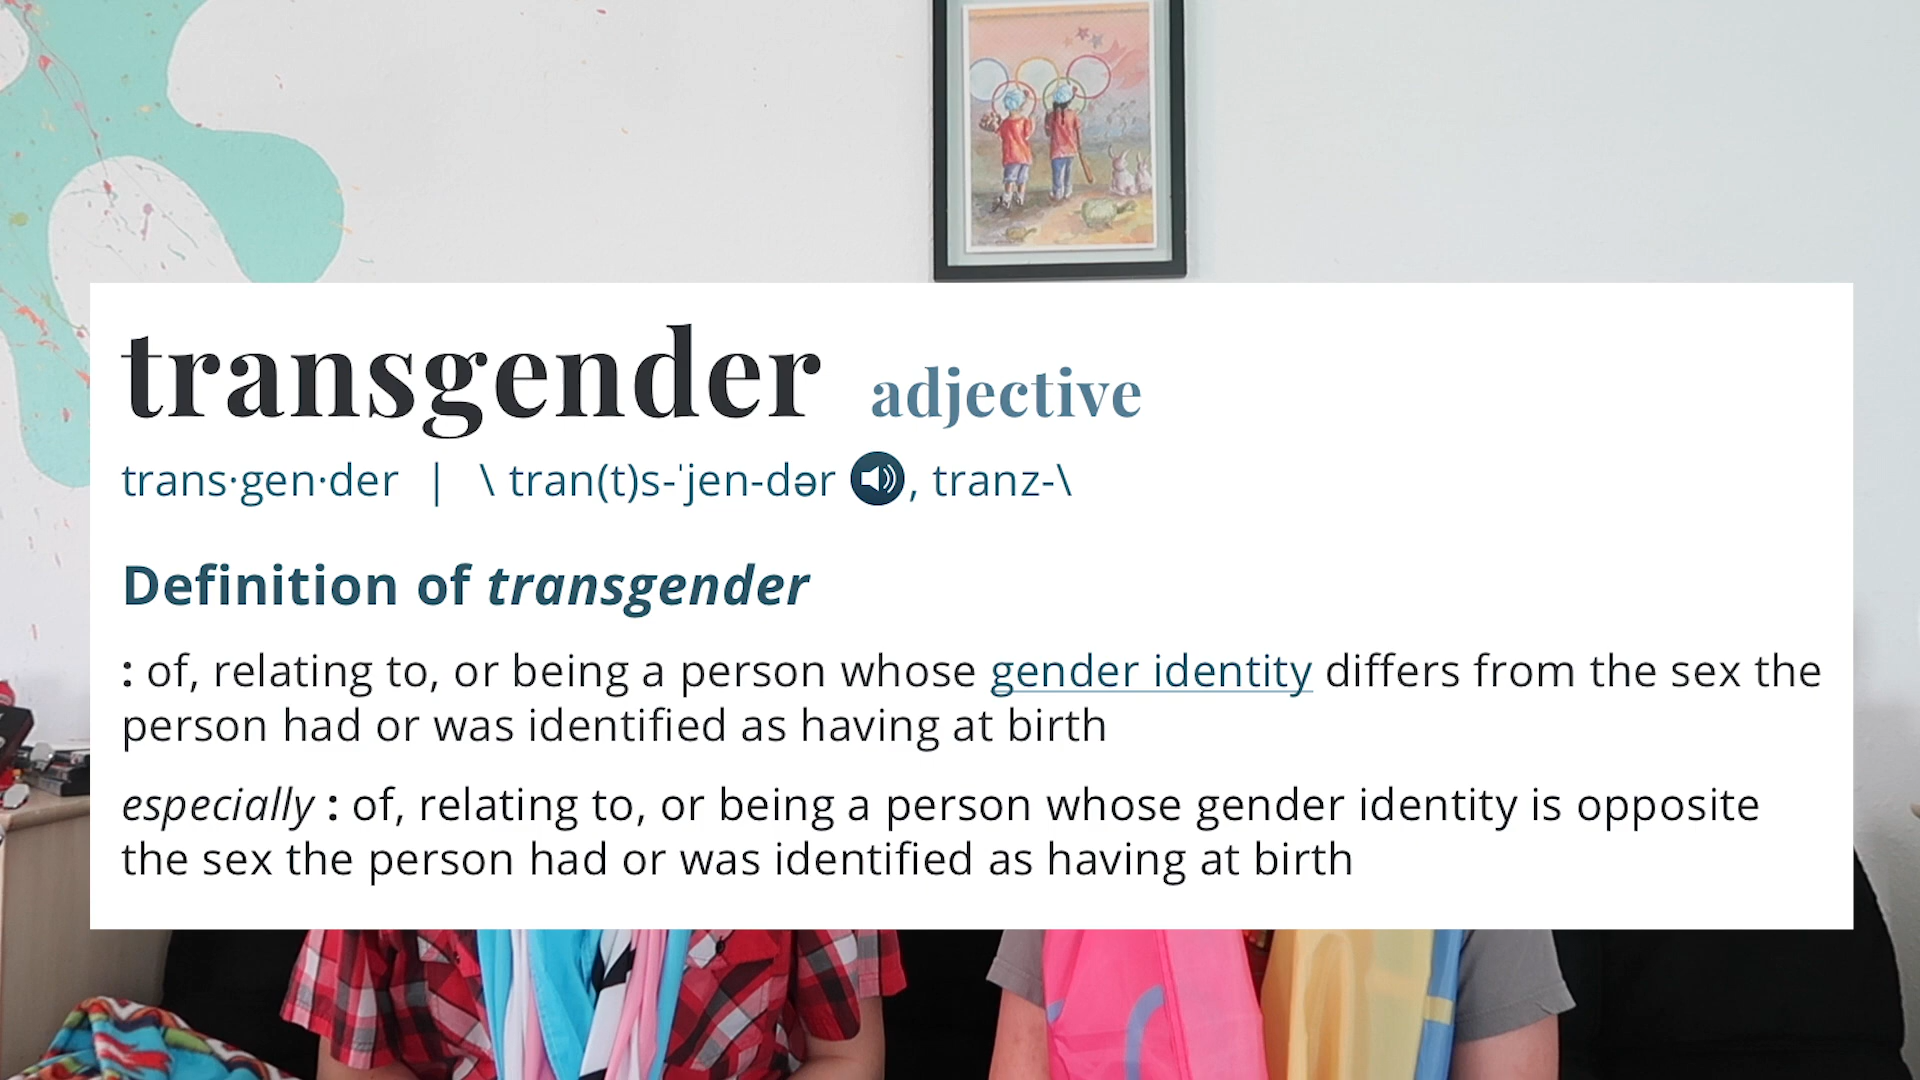 transgender adjective
trans·gen·der | \ tran(t)s-ˈjen-dər , tranz-\
Definition of transgender
: of, relating to, or being a person whose gender identity differs from the sex the
person had or was identified as having at birth
especially : of, relating to, or being a person whose gender identity is opposite
the sex the person had or was identified as having at birth